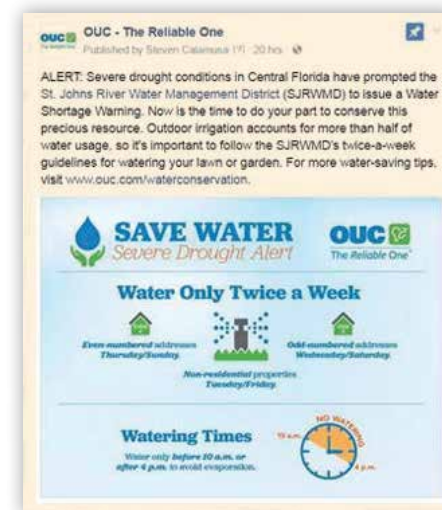 OUC - The Reliable One
Published by Steven Calamusa [?] · 20 hrs ·
ALERT: Severe drought conditions in Central Florida have prompted the
St. Johns River Water Management District (SJRWMD) to issue a Water
Shortage Warning. Now is the time to do your part to conserve this
precious resource. Outdoor irrigation accounts for more than half of
water usage, so it's important to follow the SJRWMD's twice-a-week
guidelines for watering your lawn or garden. For more water-saving tips,
visit www.ouc.com/waterconservation.
SAVE WATER
Severe Drought Alert
OUC
The Reliable One
Water Only Twice a Week
Even-numbered addresses
Thursday/Sunday.
Odd-numbered addresses
Wednesday/Saturday.
Non-residential properties
Tuesday/Friday.
Watering Times
Water only before 10 a.m. or
after 4 p.m. to avoid evaporation.
NO WATERING
10 a.m.
4 p.m.